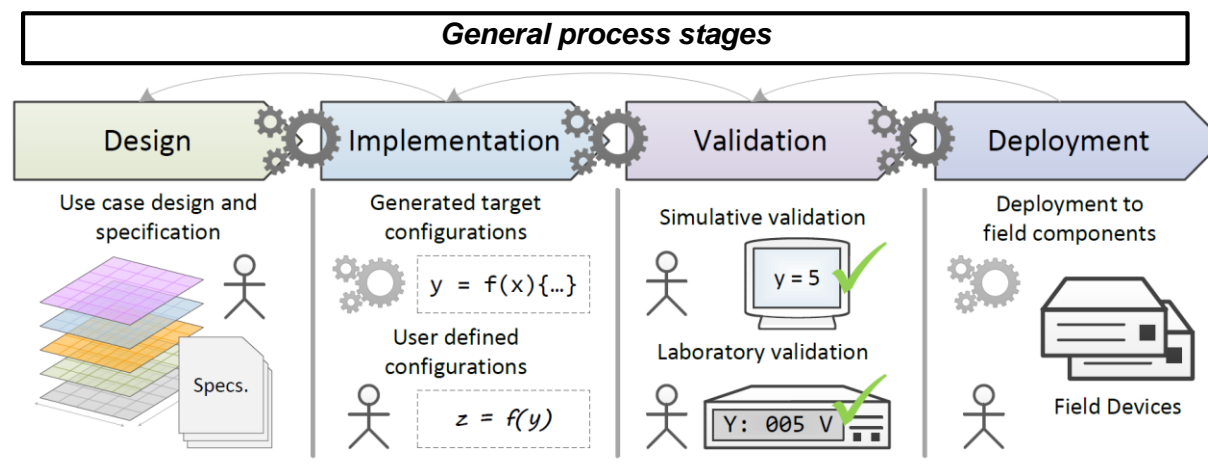 General process stages
Design
Implementation
Validation
Deployment
Use case design and
specification
Specs.
Generated target
configurations
y = f(x){…}
User defined
configurations
z = f(y)
Simulative validation
y = 5
Laboratory validation
Y: 005 V
Deployment to
field components
Field Devices